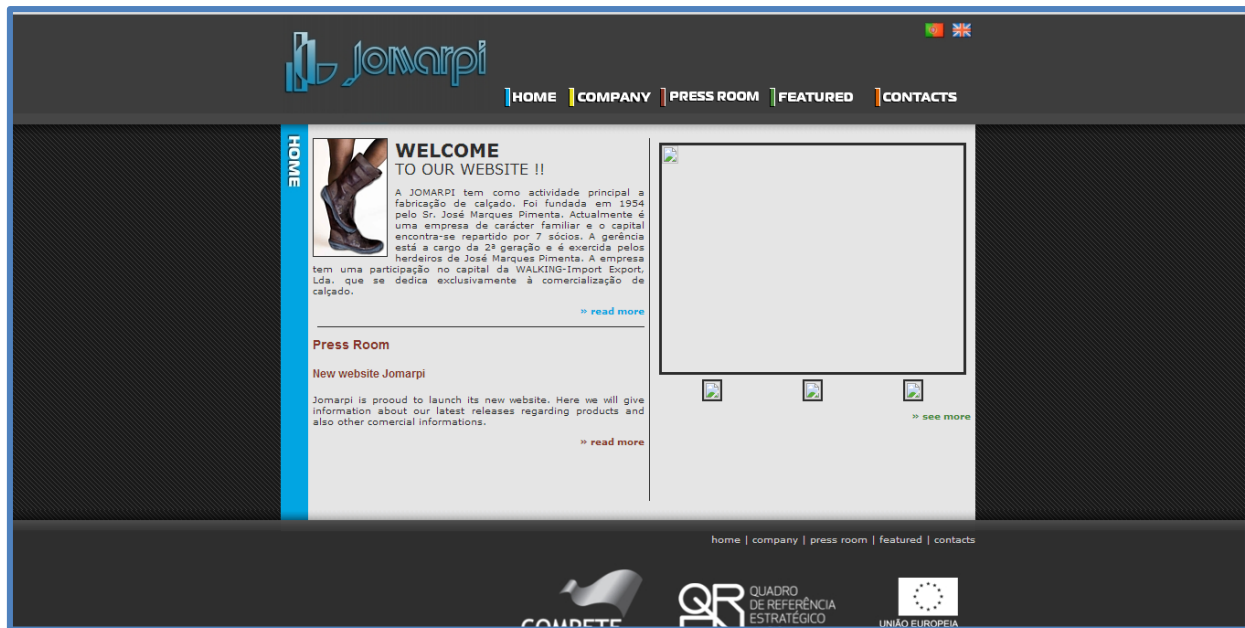 Jomarpi
HOME COMPANY PRESS ROOM FEATURED CONTACTS
HOME
WELCOME
TO OUR WEBSITE !!
A JOMARPI tem como actividade principal a
fabricação de calçado. Foi fundada em 1954
pelo Sr. José Marques Pimenta. Actualmente é
uma empresa de carácter familiar e o capital
encontra-se repartido por 7 sócios. A gerência
está a cargo da 2ª geração e é exercida pelos
herdeiros de José Marques Pimenta. A empresa
tem uma participação no capital da WALKING-Import Export,
Lda. que se dedica exclusivamente à comercialização de
calçado.
» read more
Press Room
New website Jomarpi
Jomarpi is prooud to launch its new website. Here we will give
information about our latest releases regarding products and
also other comercial informations.
» read more
» see more
home | company | press room | featured | contacts
COMPETE
QR
QUADRO
DE REFERÊNCIA
ESTRATÉGICO
UNIÃO EUROPEIA